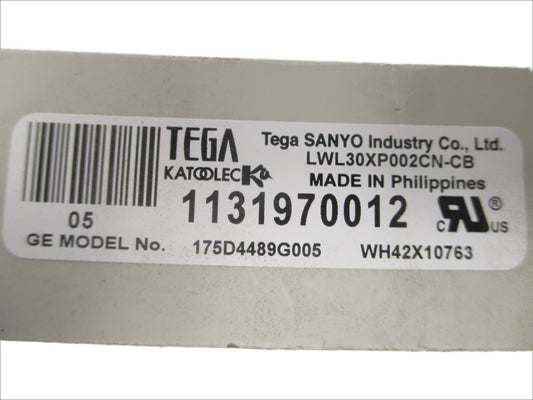 TEGA Tega SANYO Industry Co., Ltd.
KATOOLEC LWL30XP002CN-CB
MADE IN Philippines
05 1131970012 c RU ® US
GE MODEL No. 175D4489G005 WH42X10763